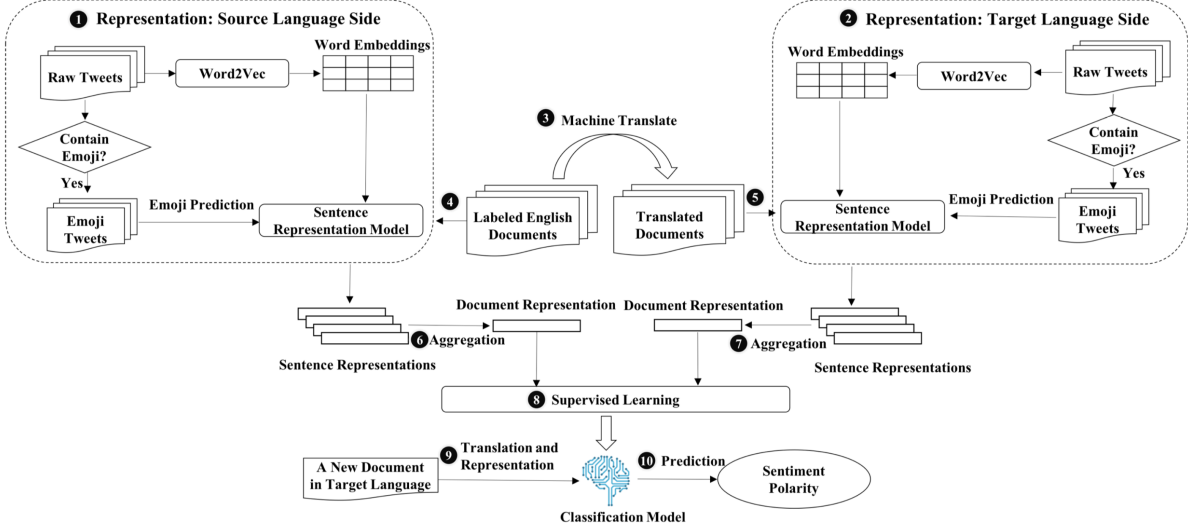 1 Representation: Source Language Side
Raw Tweets
Word2Vec
Word Embeddings
Contain
Emoji?
Yes
Emoji
Tweets
Emoji Prediction
Sentence
Representation Model
2 Representation: Target Language Side
Word Embeddings
Word2Vec
Raw Tweets
Contain
Emoji?
Yes
Emoji
Tweets
Emoji Prediction
Sentence
Representation Model
3 Machine Translate
4
Labeled English
Documents
Translated
Documents
5
Sentence Representations
6 Aggregation
Document Representation
Document Representation
7 Aggregation
Sentence Representations
8 Supervised Learning
A New Document
in Target Language
9 Translation and
Representation
Classification Model
10 Prediction
Sentiment
Polarity